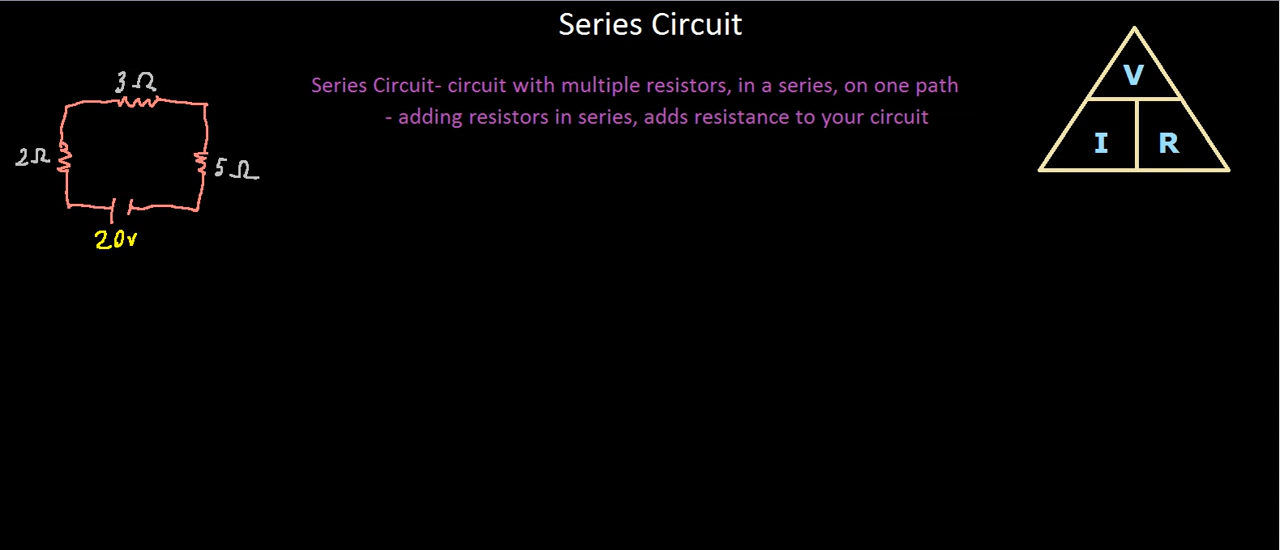 Series Circuit
Series Circuit- circuit with multiple resistors, in a series, on one path
- adding resistors in series, adds resistance to your circuit
3 Ω
2 Ω
5 Ω
20v
V
I R